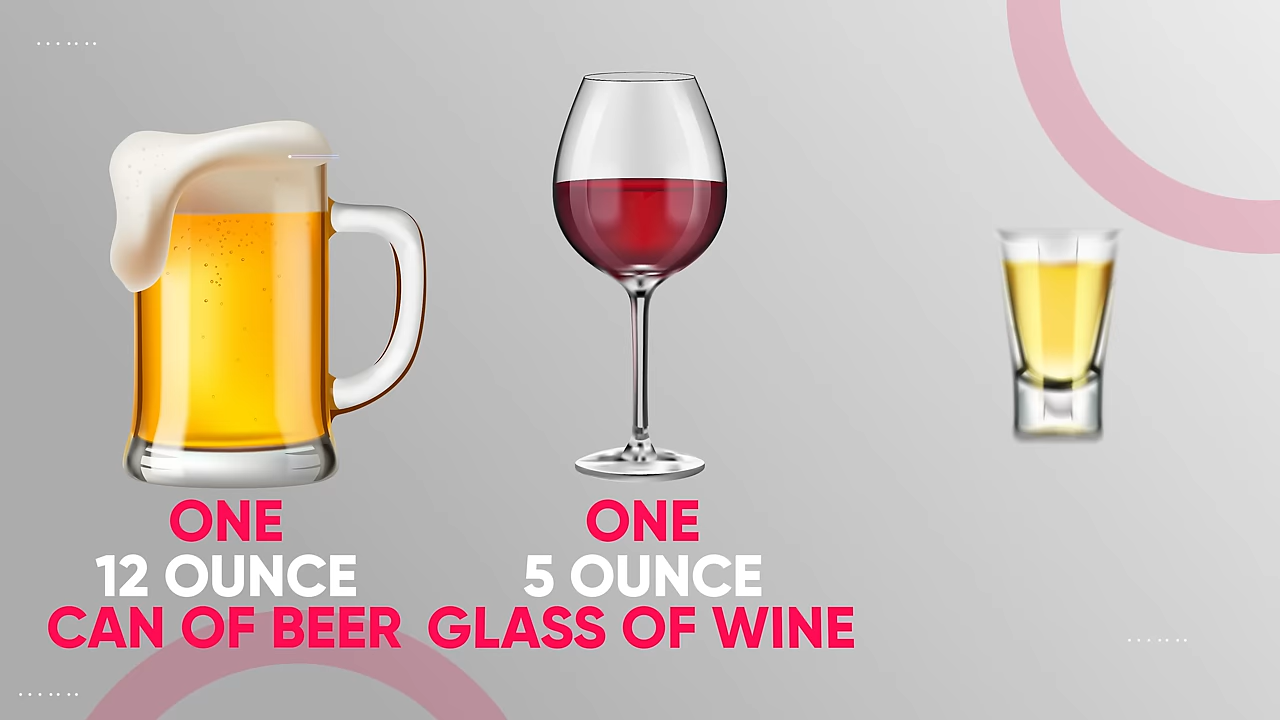 ONE
12 OUNCE
CAN OF BEER
ONE
5 OUNCE
GLASS OF WINE